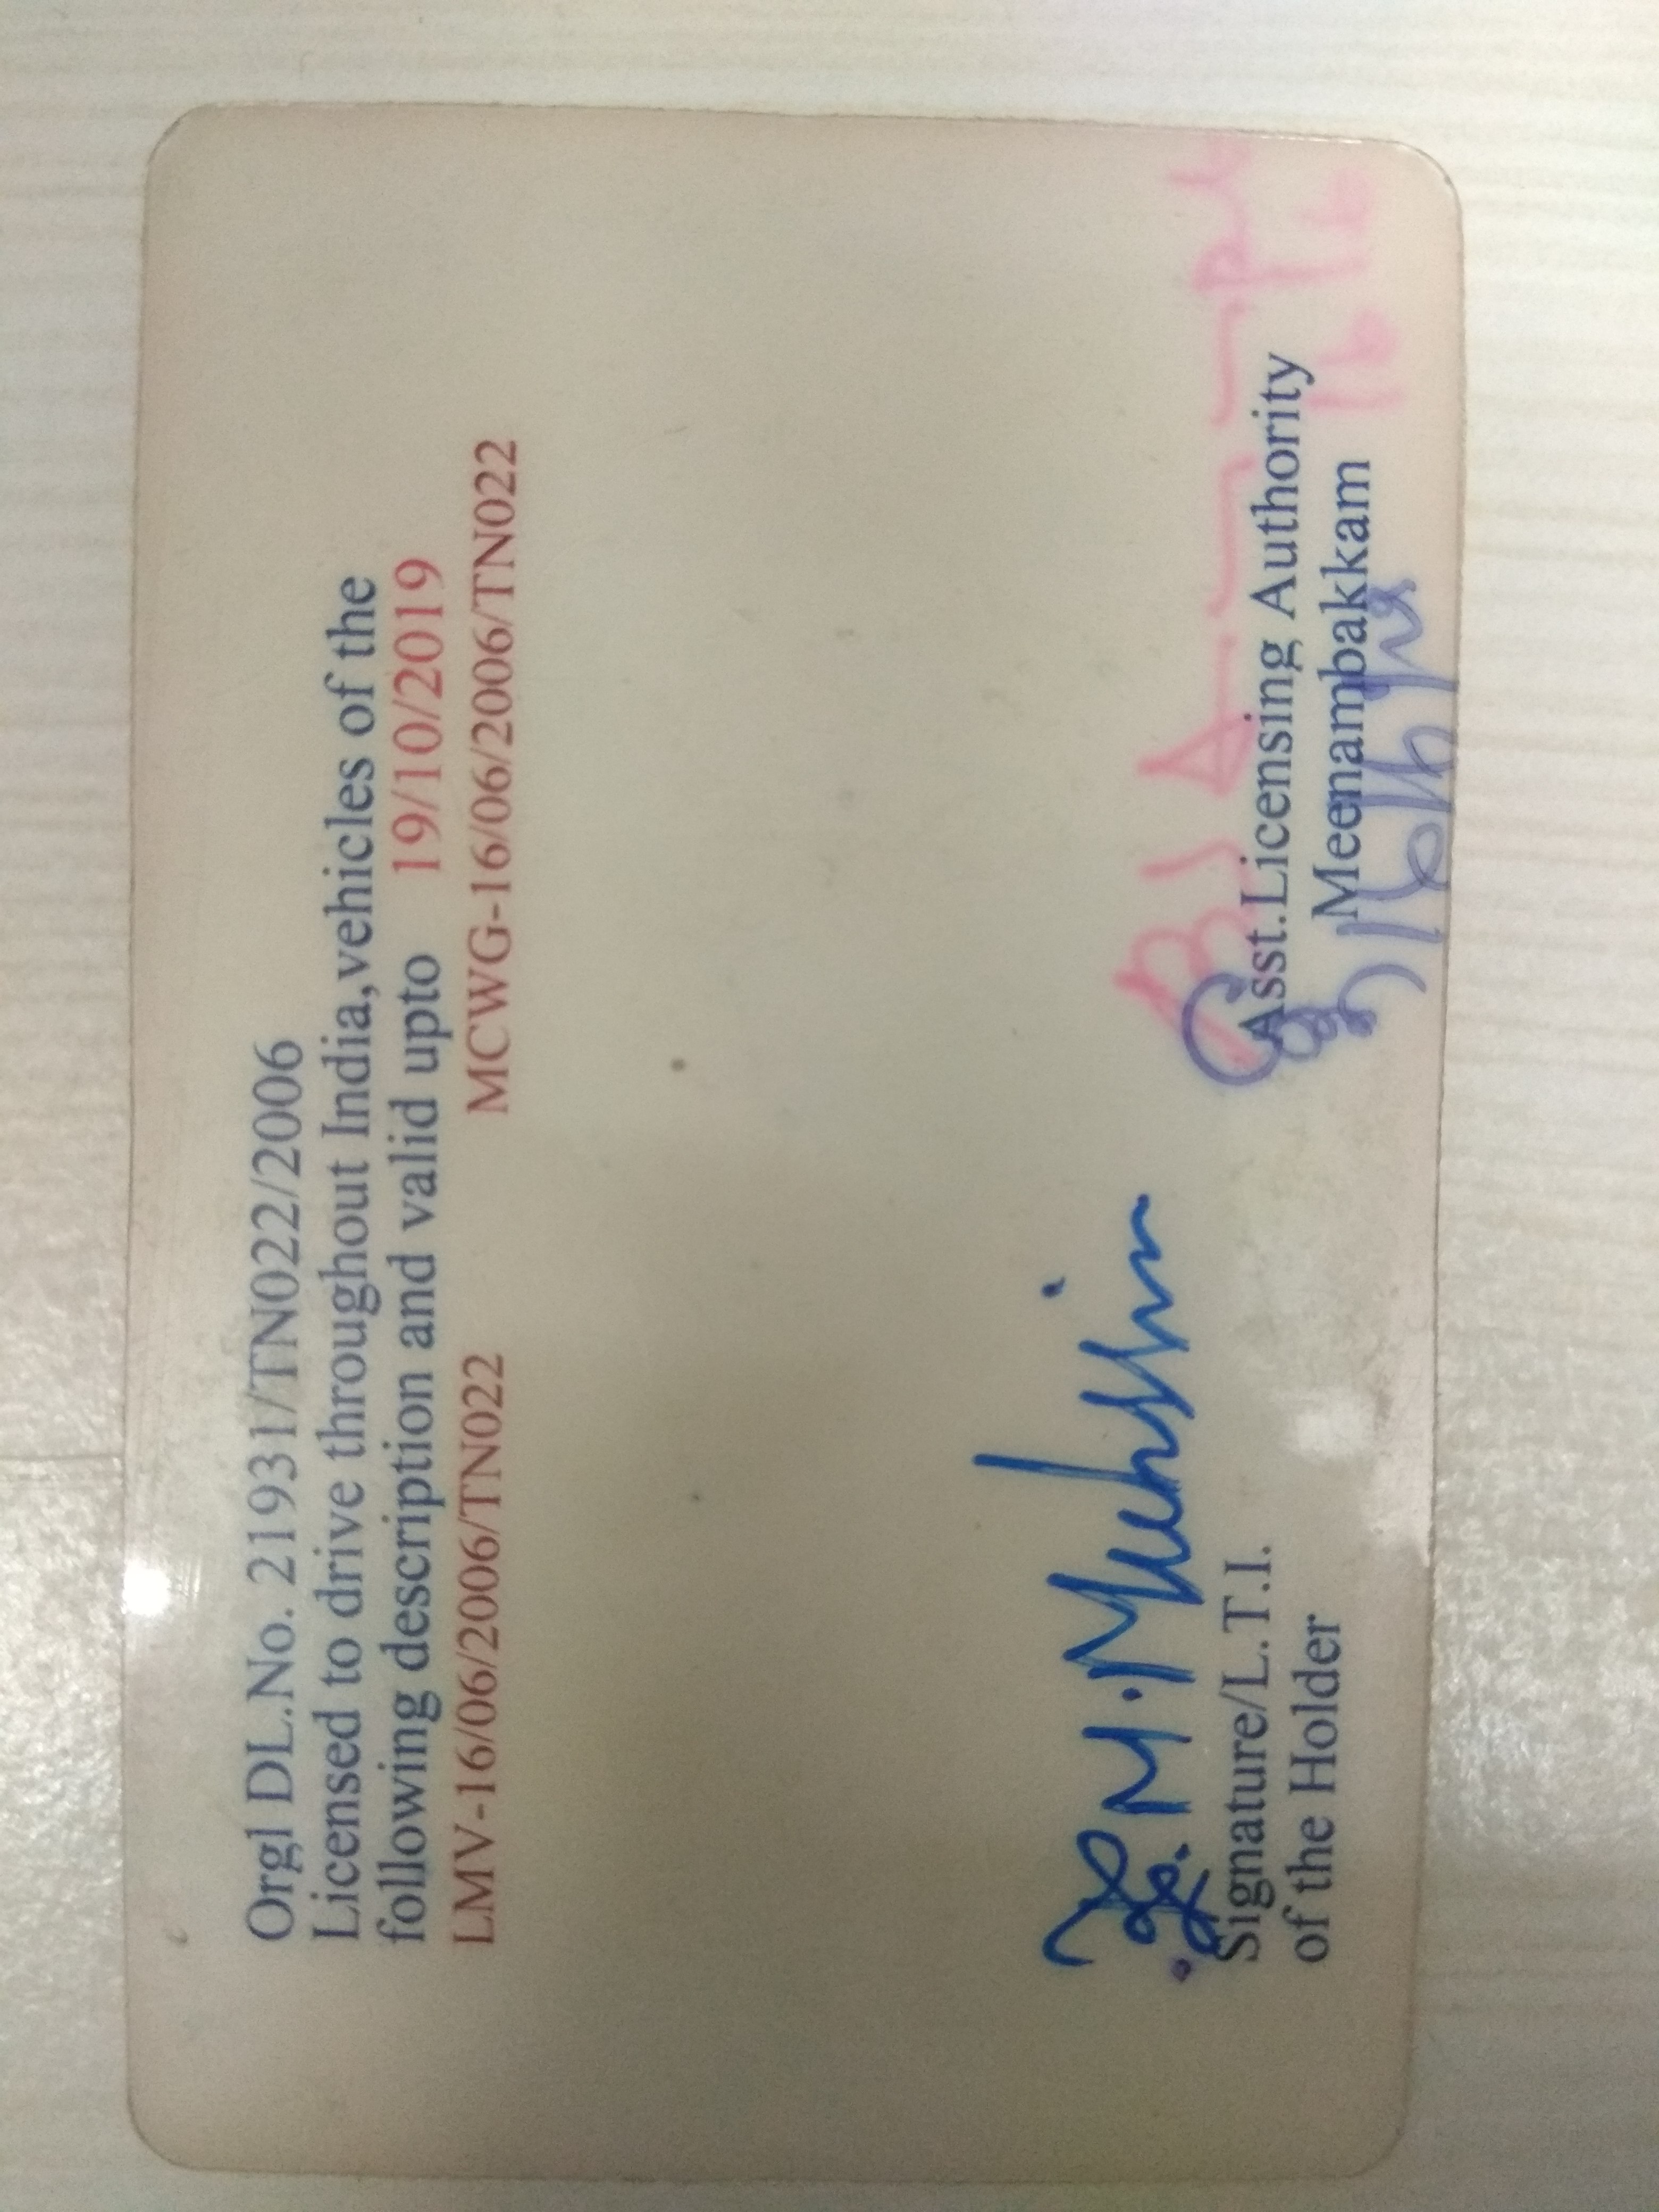 Orgl DL.No. 21931/TN022/2006
Licensed to drive throughout India,vehicles of the
following description and valid upto 19/10/2019
LMV-16/06/2006/TN022 MCWG-16/06/2006/TN022
M. Muhssin
Signature/L.T.I.
of the Holder
Asst.Licensing Authority
Meenambakkam